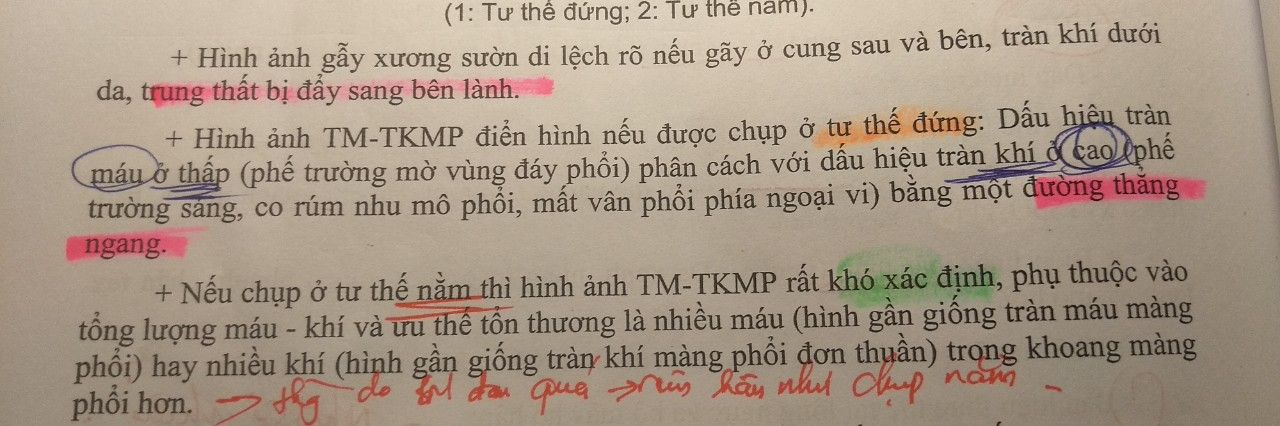 (1: Tư thế đứng; 2: Tư thế nằm).
+ Hình ảnh gẫy xương sườn di lệch rõ nếu gãy ở cung sau và bên, tràn khí dưới
da, trung thất bị đẩy sang bên lành.
+ Hình ảnh TM-TKMP điển hình nếu được chụp ở tư thế đứng: Dấu hiệu tràn
máu ở thấp (phế trường mờ vùng đáy phổi) phân cách với dấu hiệu tràn khí ở cao (phế
trường sáng, co rúm nhu mô phổi, mất vân phổi phía ngoại vi) bằng một đường thẳng
ngang.
+ Nếu chụp ở tư thế nằm thì hình ảnh TM-TKMP rất khó xác định, phụ thuộc vào
tổng lượng máu - khí và ưu thế tổn thương là nhiều máu (hình gần giống tràn máu màng
phổi) hay nhiều khí (hình gần giống tràn khí màng phổi đơn thuần) trong khoang màng
phổi hơn.
→ do đau quá → nên hầu như chụp nằm